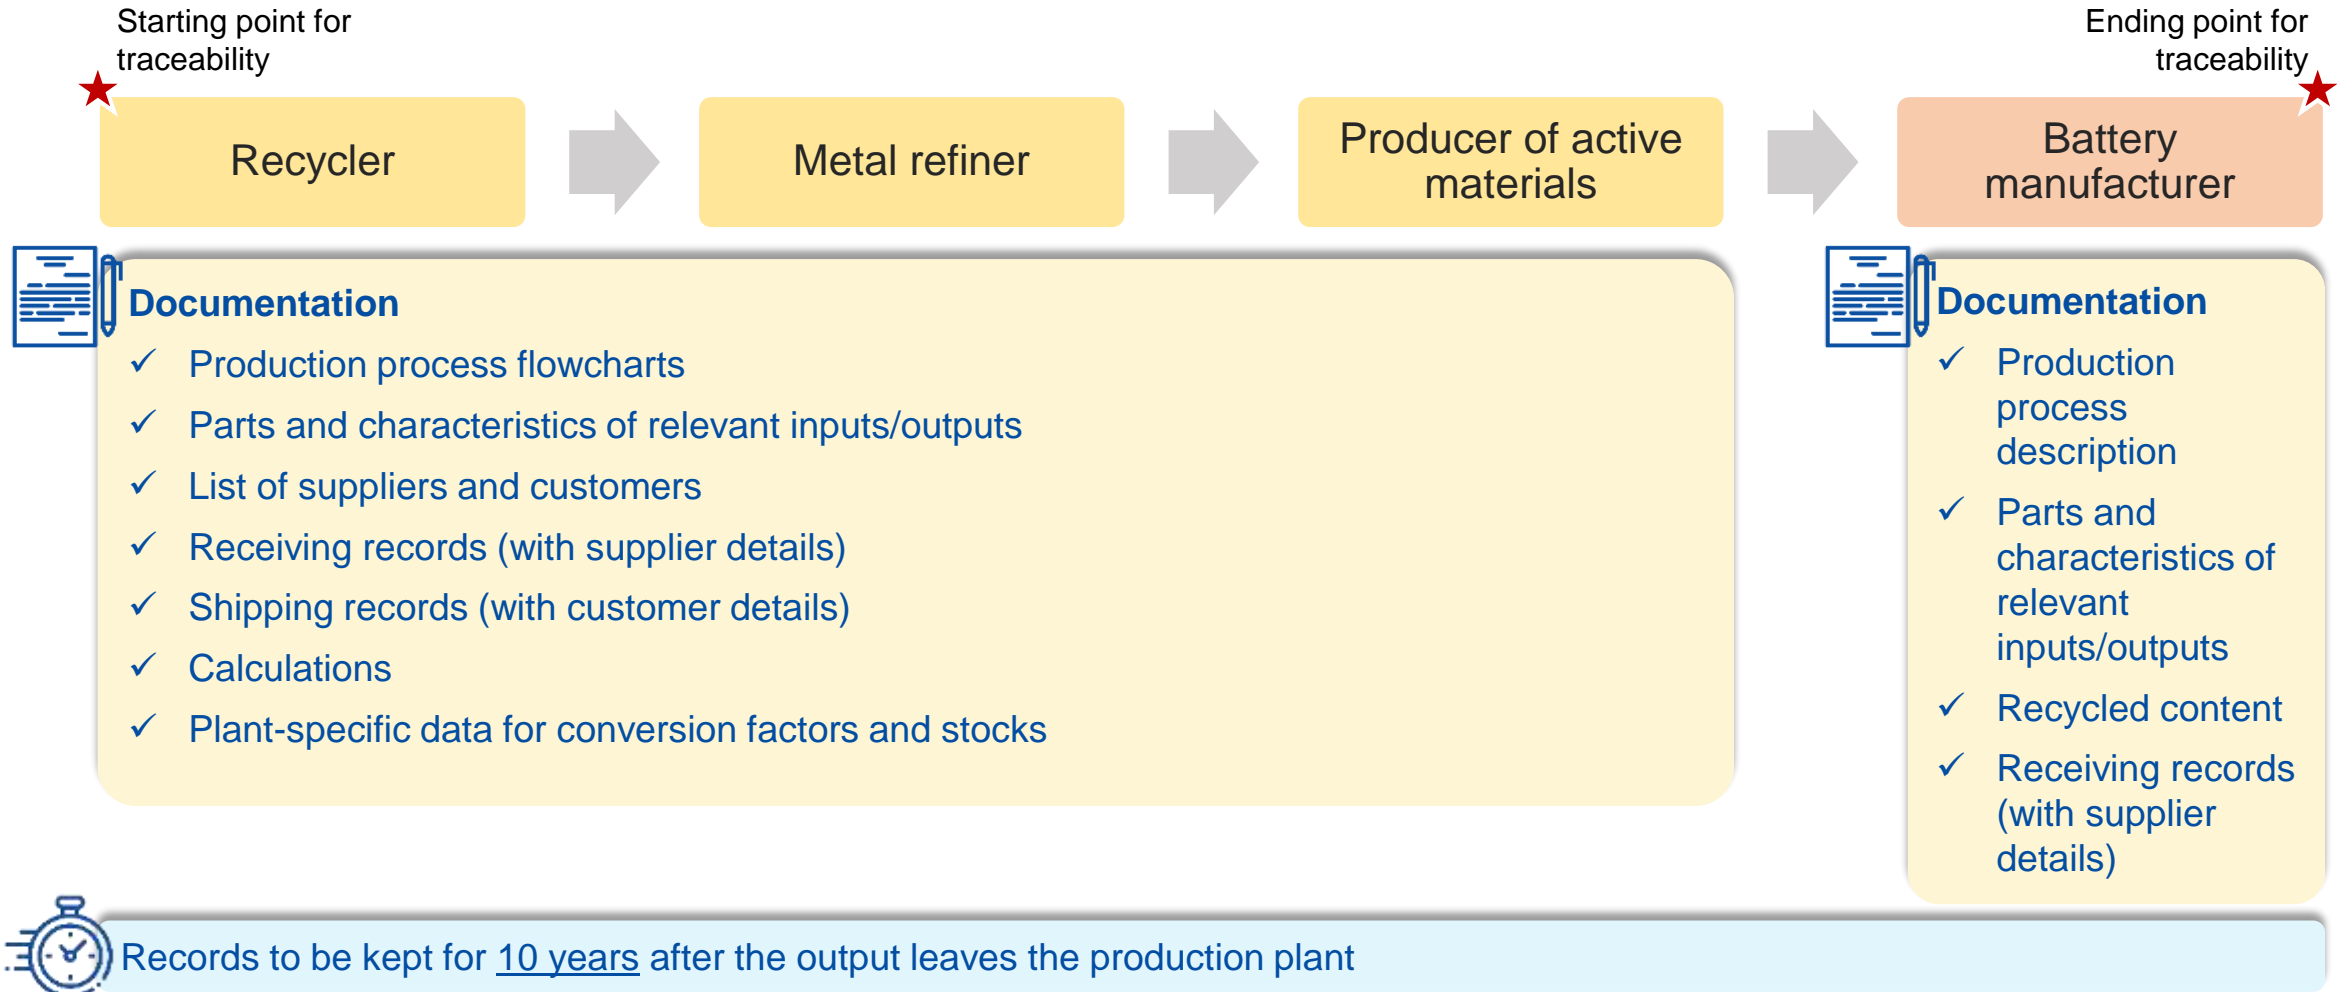 Starting point for
traceability
Ending point for
traceability
Recycler
Metal refiner
Producer of active
materials
Battery
manufacturer
Documentation
✓ Production process flowcharts
✓ Parts and characteristics of relevant inputs/outputs
✓ List of suppliers and customers
✓ Receiving records (with supplier details)
✓ Shipping records (with customer details)
✓ Calculations
✓ Plant-specific data for conversion factors and stocks
Documentation
✓ Production
process
description
✓ Parts and
characteristics of
relevant
inputs/outputs
✓ Recycled content
✓ Receiving records
(with supplier
details)
Records to be kept for 10 years after the output leaves the production plant